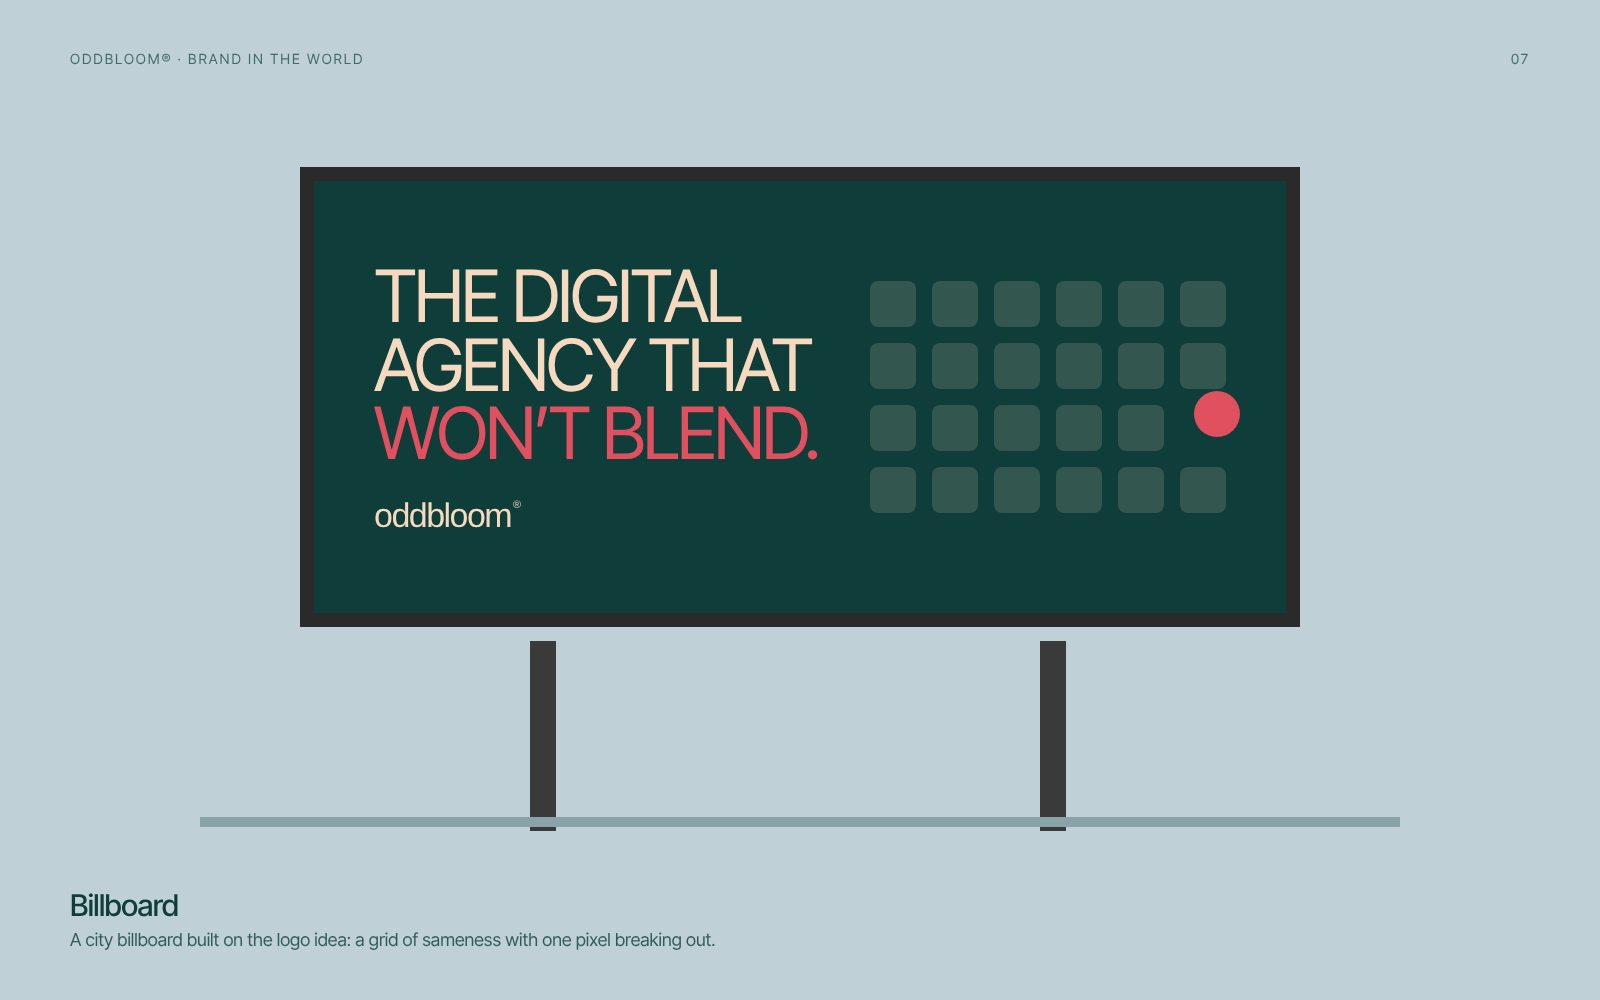 ODDBLOOM® · BRAND IN THE WORLD
07
THE DIGITAL
AGENCY THAT
WON’T BLEND.
oddbloom®
Billboard
A city billboard built on the logo idea: a grid of sameness with one pixel breaking out.